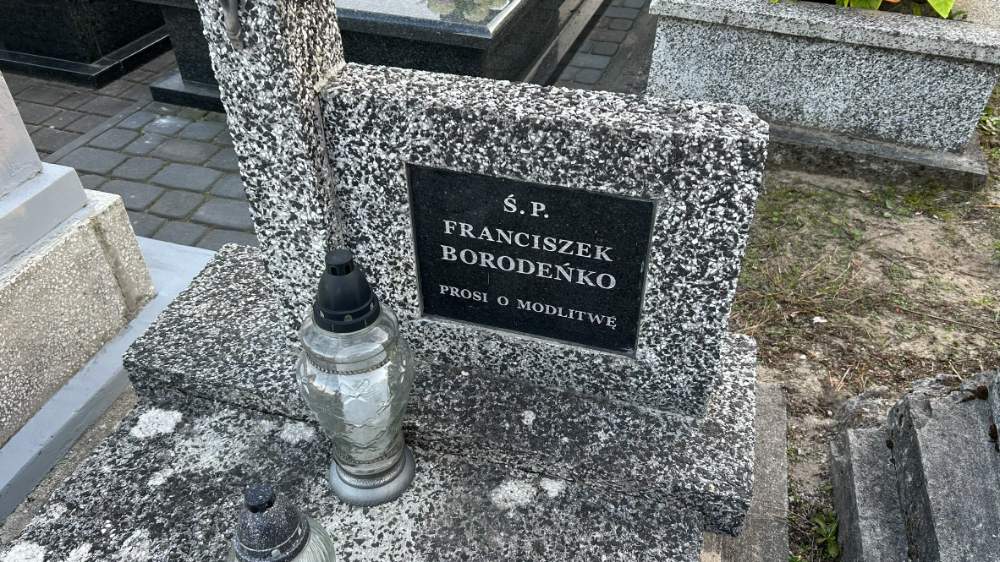 Ś.P.
FRANCISZEK
BORODEŃKO
PROSI O MODLITWĘ